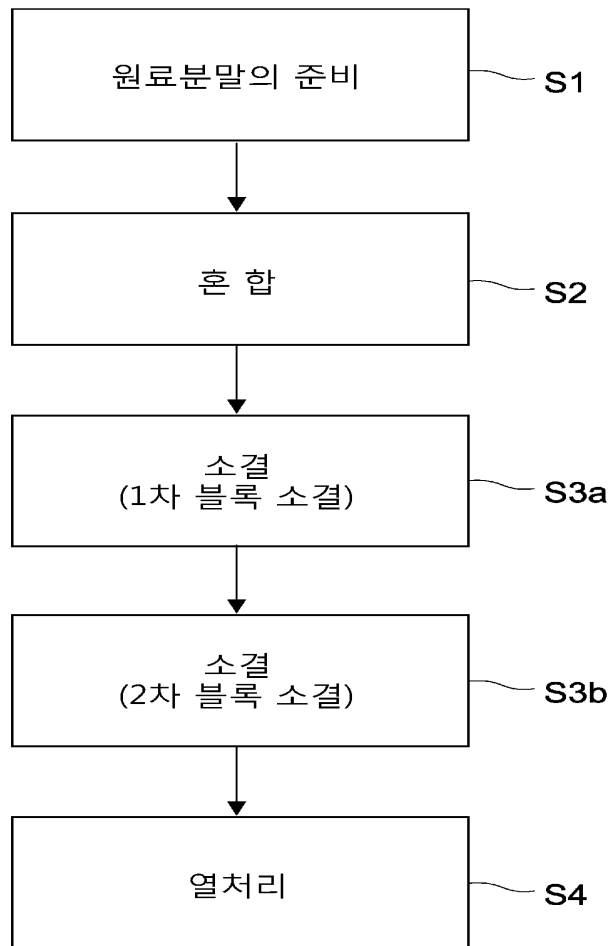 원료분말의 준비
S1
혼 합
S2
소결
(1차 블록 소결)
S3a
소결
(2차 블록 소결)
S3b
열처리
S4